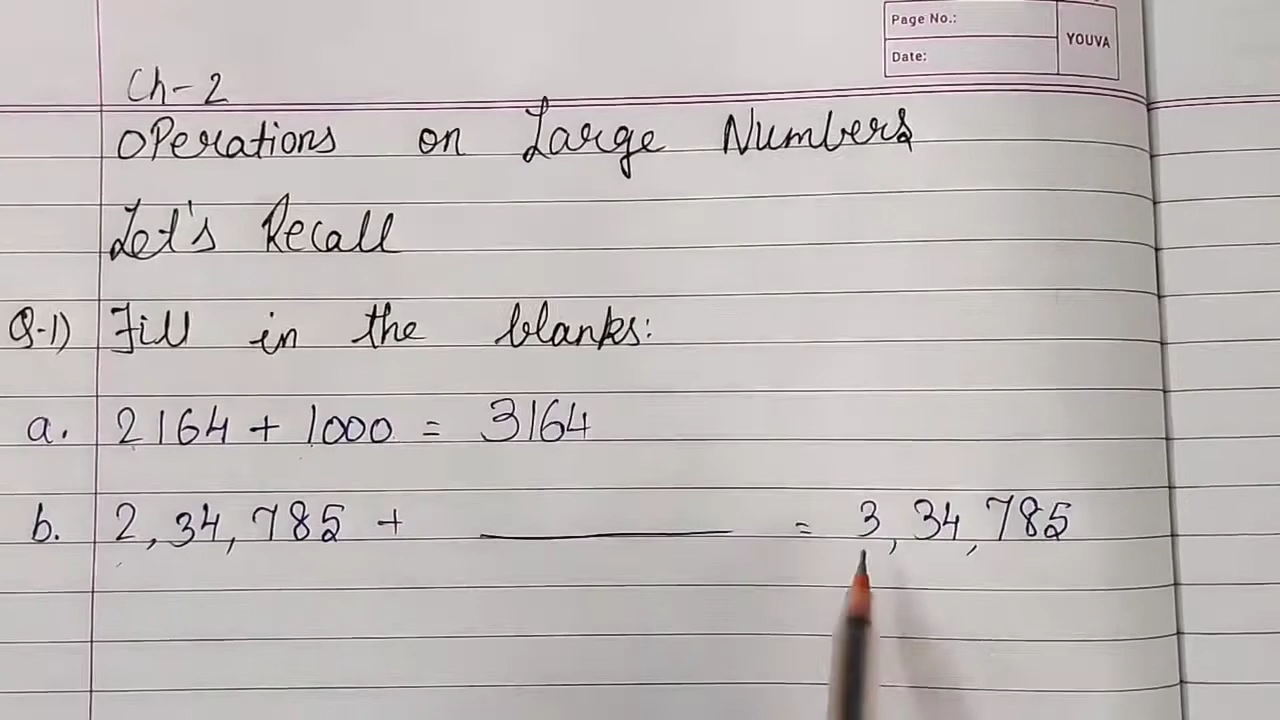 Page No.:
Date:
YOUVA
Ch-2
Operations on Large Numbers
Let's Recall
Q-1) Fill in the blanks:
a. 2164 + 1000 = 3164
b. 2,34,785 + ________ = 3,34,785